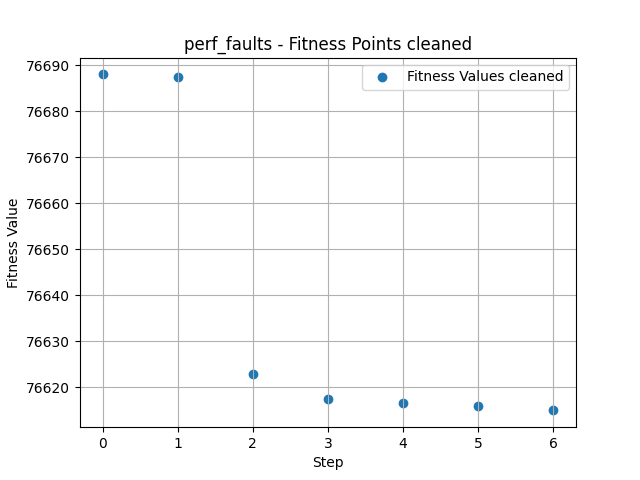 perf_faults - Fitness Points cleaned
Fitness Values cleaned
76690
76680
76670
76660
76650
76640
76630
76620
Fitness Value
0 1 2 3 4 5 6
Step